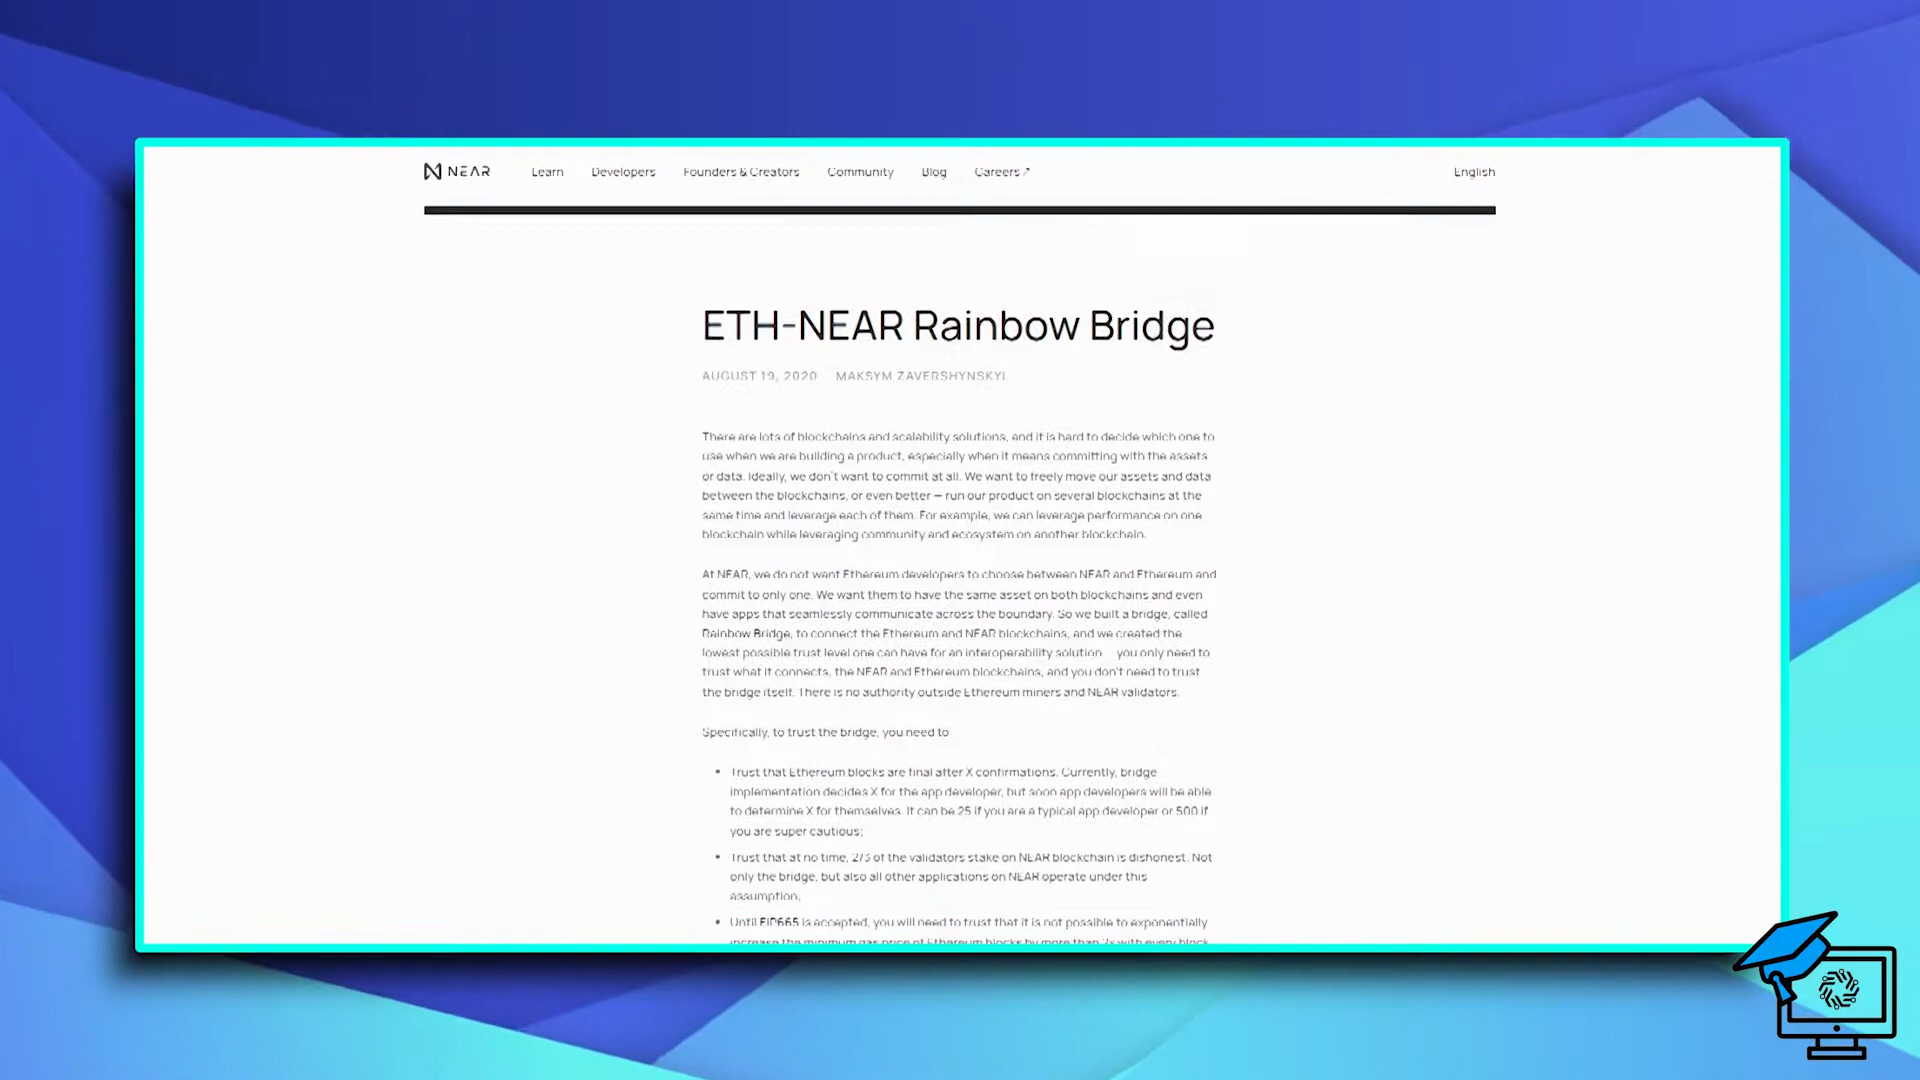 NEAR Learn Developers Founders & Creators Community Blog Careers ↗ English
ETH-NEAR Rainbow Bridge
AUGUST 19, 2020 MAKSYM ZAVERSHYNSKYI
There are lots of blockchains and scalability solutions, and it is hard to decide which one to
use when we are building a product, especially when it means committing with the assets
or data. Ideally, we don't want to commit at all. We want to freely move our assets and data
between the blockchains, or even better — run our product on several blockchains at the
same time and leverage each of them. For example, we can leverage performance on one
blockchain while leveraging community and ecosystem on another blockchain.
At NEAR, we do not want Ethereum developers to choose between NEAR and Ethereum and
commit to only one. We want them to have the same asset on both blockchains and even
have apps that seamlessly communicate across the boundary. So we built a bridge, called
Rainbow Bridge, to connect the Ethereum and NEAR blockchains, and we created the
lowest possible trust level one can have for an interoperability solution you only need to
trust what it connects, the NEAR and Ethereum blockchains, and you don't need to trust
the bridge itself. There is no authority outside Ethereum miners and NEAR validators.
Specifically, to trust the bridge, you need to
• Trust that Ethereum blocks are final after X confirmations. Currently, bridge
implementation decides X for the app developer, but soon app developers will be able
to determine X for themselves. It can be 25 if you are a typical app developer or 500 if
you are super cautious;
• Trust that at no time, 2/3 of the validators stake on NEAR blockchain is dishonest. Not
only the bridge, but also all other applications on NEAR operate under this
assumption;
• Until EIP665 is accepted, you will need to trust that it is not possible to exponentially
increase the minimum gas price of Ethereum blocks by more than 2x with every block